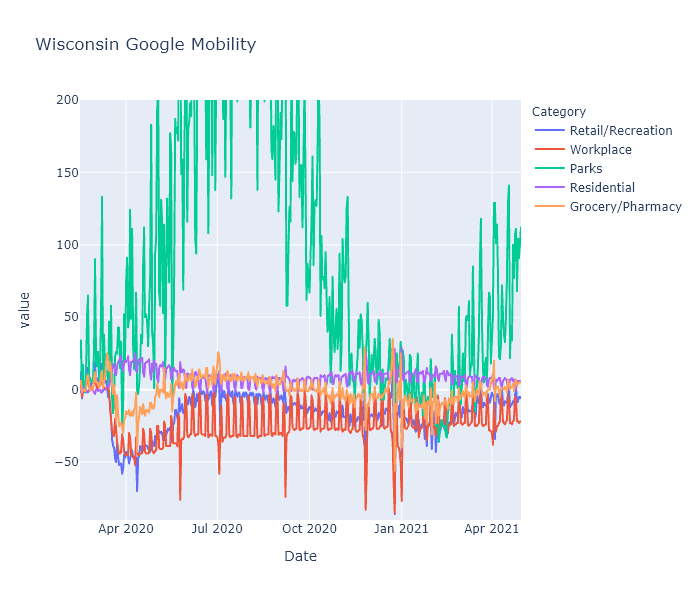 Wisconsin Google Mobility
Category
Retail/Recreation
Workplace
Parks
Residential
Grocery/Pharmacy
200
150
100
50
0
−50
value
Apr 2020
Jul 2020
Oct 2020
Jan 2021
Apr 2021
Date